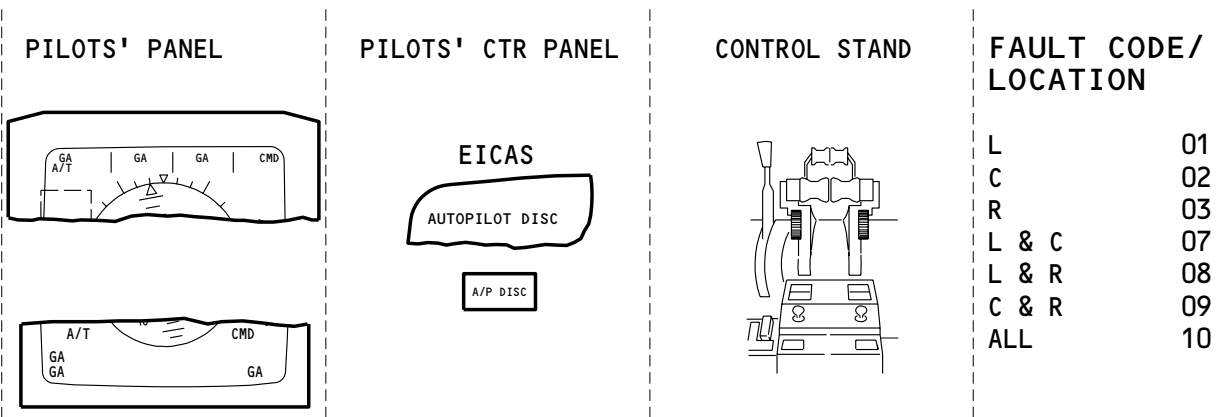 PILOTS' PANEL
GA GA GA CMD
A/T
A/T CMD
GA
GA GA
PILOTS' CTR PANEL
EICAS
AUTOPILOT DISC
A/P DISC
CONTROL STAND
FAULT CODE/
LOCATION
L 01
C 02
R 03
L & C 07
L & R 08
C & R 09
ALL 10